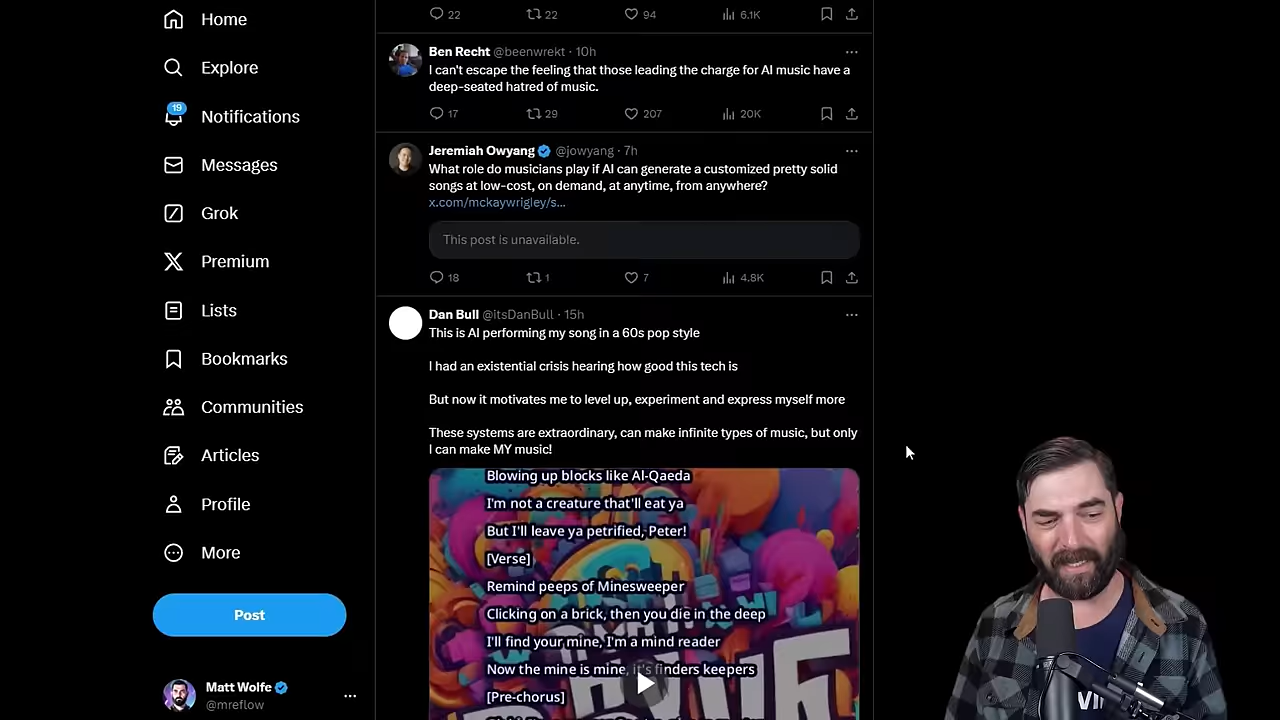 Home
Explore
19
Notifications
Messages
Grok
Premium
Lists
Bookmarks
Communities
Articles
Profile
More
Post
Matt Wolfe
@mreflow
22 22 94 6.1K
Ben Recht @beenwrekt · 10h
I can't escape the feeling that those leading the charge for AI music have a
deep-seated hatred of music.
17 29 207 20K
Jeremiah Owyang @jowyang · 7h
What role do musicians play if AI can generate a customized pretty solid
songs at low-cost, on demand, at anytime, from anywhere?
x.com/mckaywrigley/s...
This post is unavailable.
18 1 7 4.8K
Dan Bull @itsDanBull · 15h
This is AI performing my song in a 60s pop style
I had an existential crisis hearing how good this tech is
But now it motivates me to level up, experiment and express myself more
These systems are extraordinary, can make infinite types of music, but only
I can make MY music!
Blowing up blocks like Al-Qaeda
I'm not a creature that'll eat ya
But I'll leave ya petrified, Peter!
[Verse]
Remind peeps of Minesweeper
Clicking on a brick, then you die in the deep
I'll find your mine, I'm a mind reader
Now the mine is mine, it's finders keepers
[Pre-chorus]